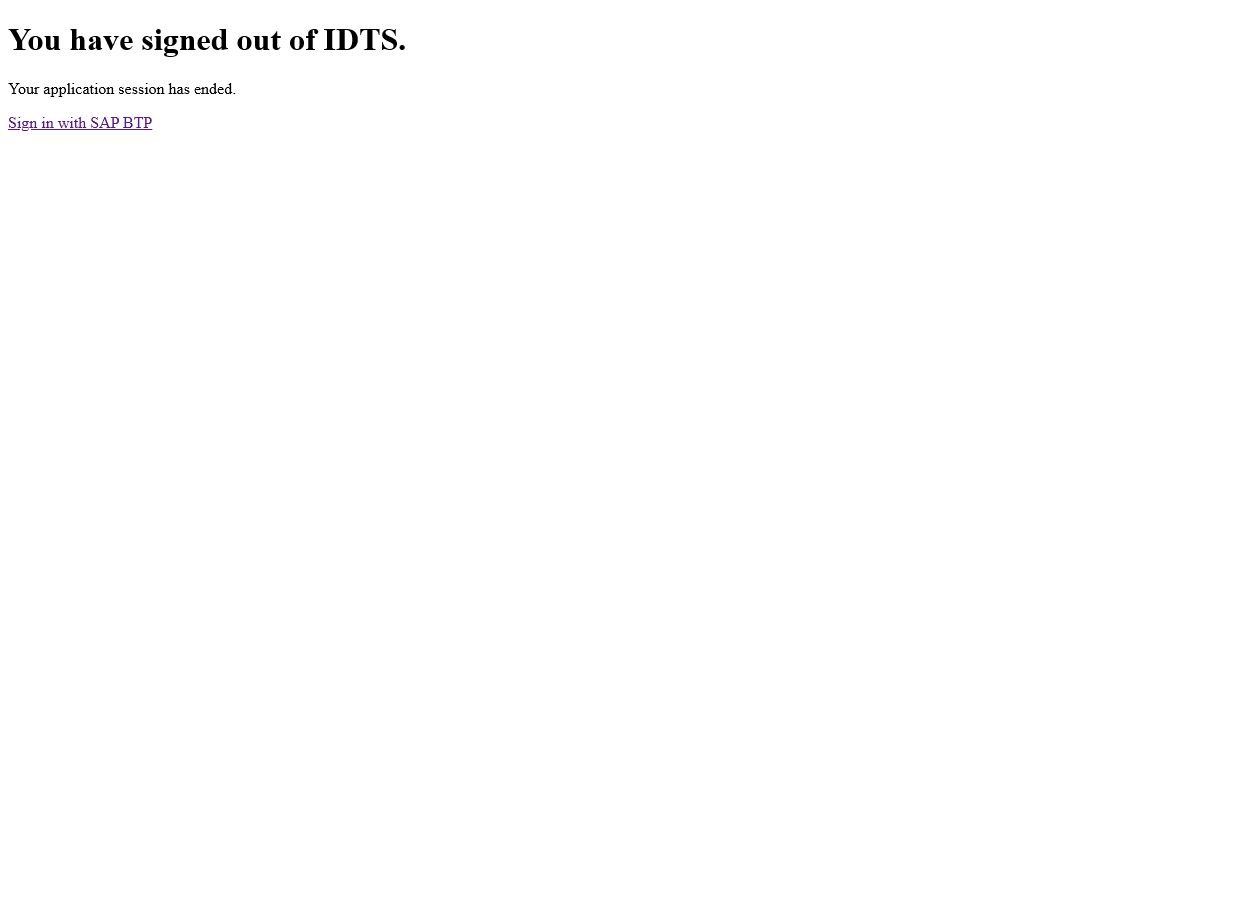 You have signed out of IDTS.
Your application session has ended.
Sign in with SAP BTP